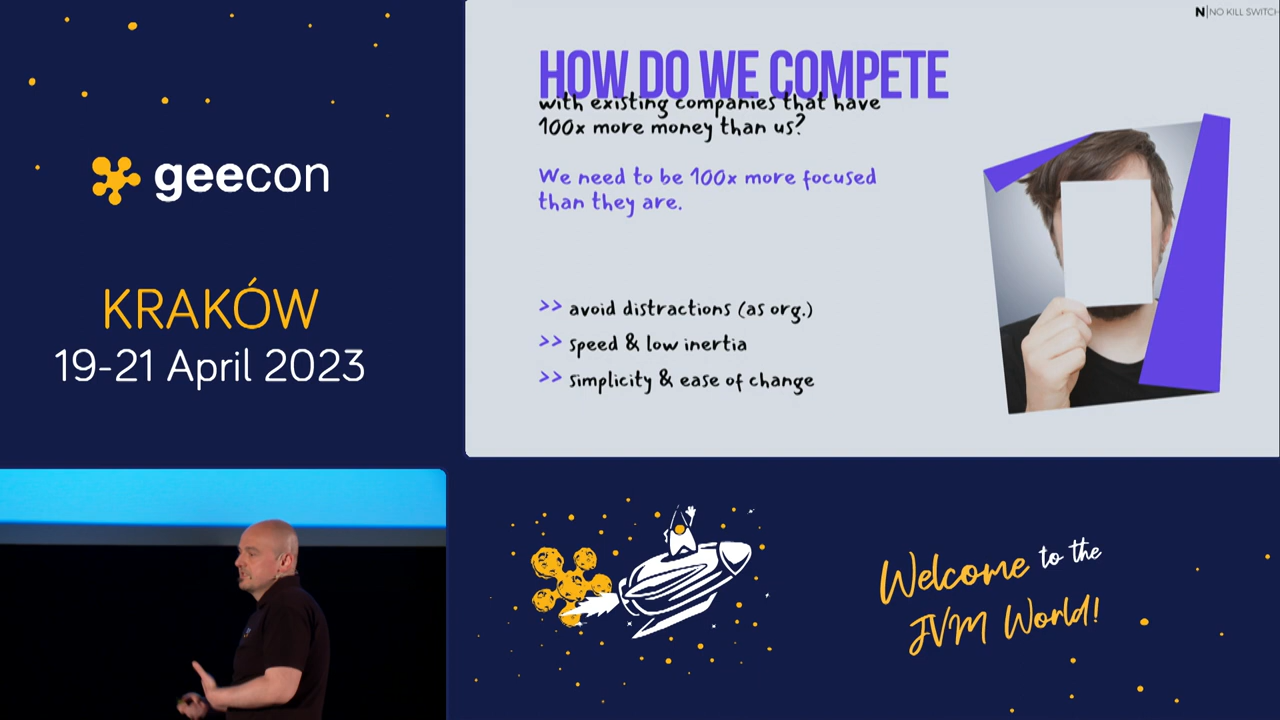 geecon
KRAKÓW
19-21 April 2023
N|NO KILL SWITCH
HOW DO WE COMPETE
with existing companies that have
100x more money than us?
We need to be 100x more focused
than they are.
>> avoid distractions (as org.)
>> speed & low inertia
>> simplicity & ease of change
Welcome to the
JVM World!